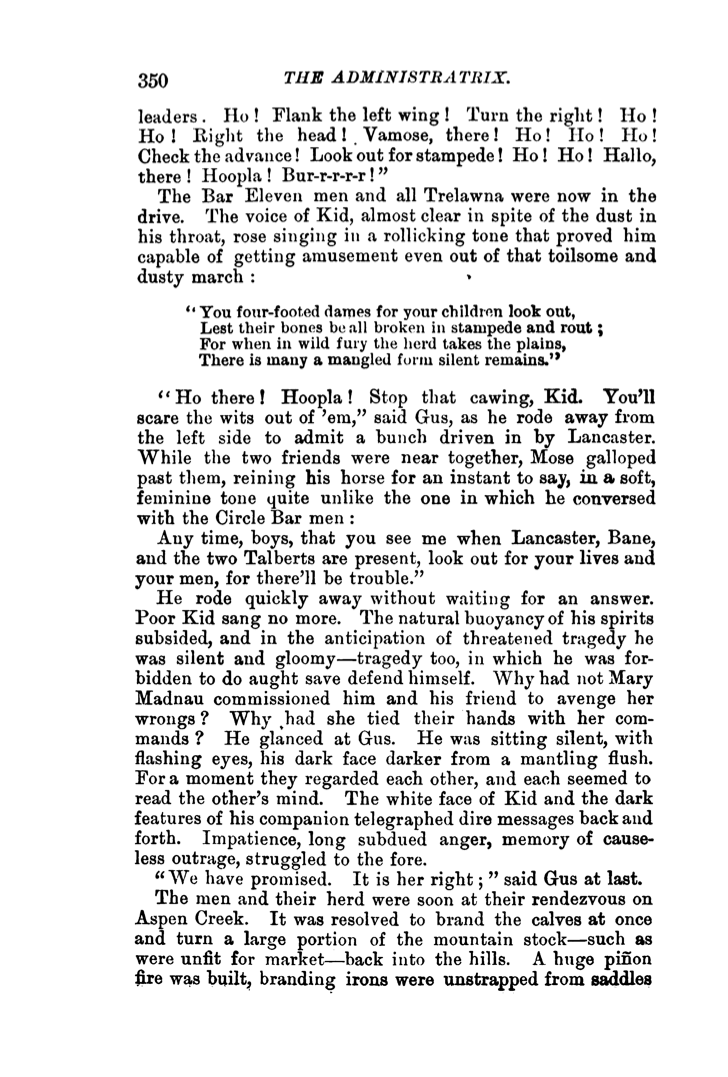 350 THE ADMINISTRATRIX.
leaders. Ho! Flank the left wing! Turn the right! Ho!
Ho! Right the head! Vamose, there! Ho! Ho! Ho!
Check the advance! Look out for stampede! Ho! Ho! Hallo,
there! Hoopla! Bur-r-r-r-r!”
The Bar Eleven men and all Trelawna were now in the
drive. The voice of Kid, almost clear in spite of the dust in
his throat, rose singing in a rollicking tone that proved him
capable of getting amusement even out of that toilsome and
dusty march:
“You four-footed dames for your children look out,
Lest their bones be all broken in stampede and rout;
For when in wild fury the herd takes the plains,
There is many a mangled form silent remains.”
“Ho there! Hoopla! Stop that cawing, Kid. You’ll
scare the wits out of ’em,” said Gus, as he rode away from
the left side to admit a bunch driven in by Lancaster.
While the two friends were near together, Mose galloped
past them, reining his horse for an instant to say, in a soft,
feminine tone quite unlike the one in which he conversed
with the Circle Bar men:
Any time, boys, that you see me when Lancaster, Bane,
and the two Talberts are present, look out for your lives and
your men, for there’ll be trouble.”
He rode quickly away without waiting for an answer.
Poor Kid sang no more. The natural buoyancy of his spirits
subsided, and in the anticipation of threatened tragedy he
was silent and gloomy—tragedy too, in which he was for-
bidden to do aught save defend himself. Why had not Mary
Madnau commissioned him and his friend to avenge her
wrongs? Why had she tied their hands with her com-
mands? He glanced at Gus. He was sitting silent, with
flashing eyes, his dark face darker from a mantling flush.
For a moment they regarded each other, and each seemed to
read the other’s mind. The white face of Kid and the dark
features of his companion telegraphed dire messages back and
forth. Impatience, long subdued anger, memory of cause-
less outrage, struggled to the fore.
“We have promised. It is her right;” said Gus at last.
The men and their herd were soon at their rendezvous on
Aspen Creek. It was resolved to brand the calves at once
and turn a large portion of the mountain stock—such as
were unfit for market—back into the hills. A huge piñon
fire was built, branding irons were unstrapped from saddles